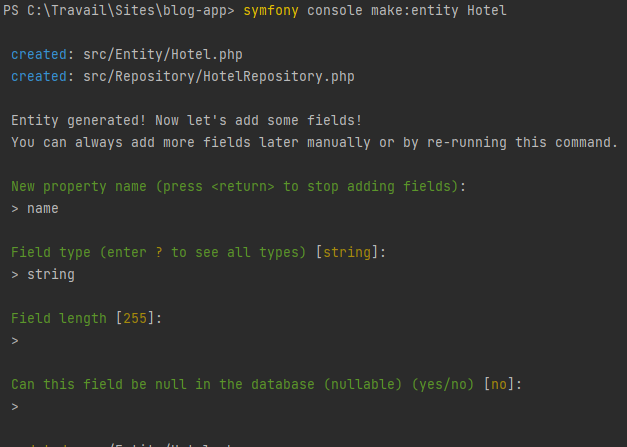 PS C:\Travail\Sites\blog-app> symfony console make:entity Hotel
created: src/Entity/Hotel.php
created: src/Repository/HotelRepository.php
Entity generated! Now let's add some fields!
You can always add more fields later manually or by re-running this command.
New property name (press <return> to stop adding fields):
> name
Field type (enter ? to see all types) [string]:
> string
Field length [255]:
>
Can this field be null in the database (nullable) (yes/no) [no]:
>